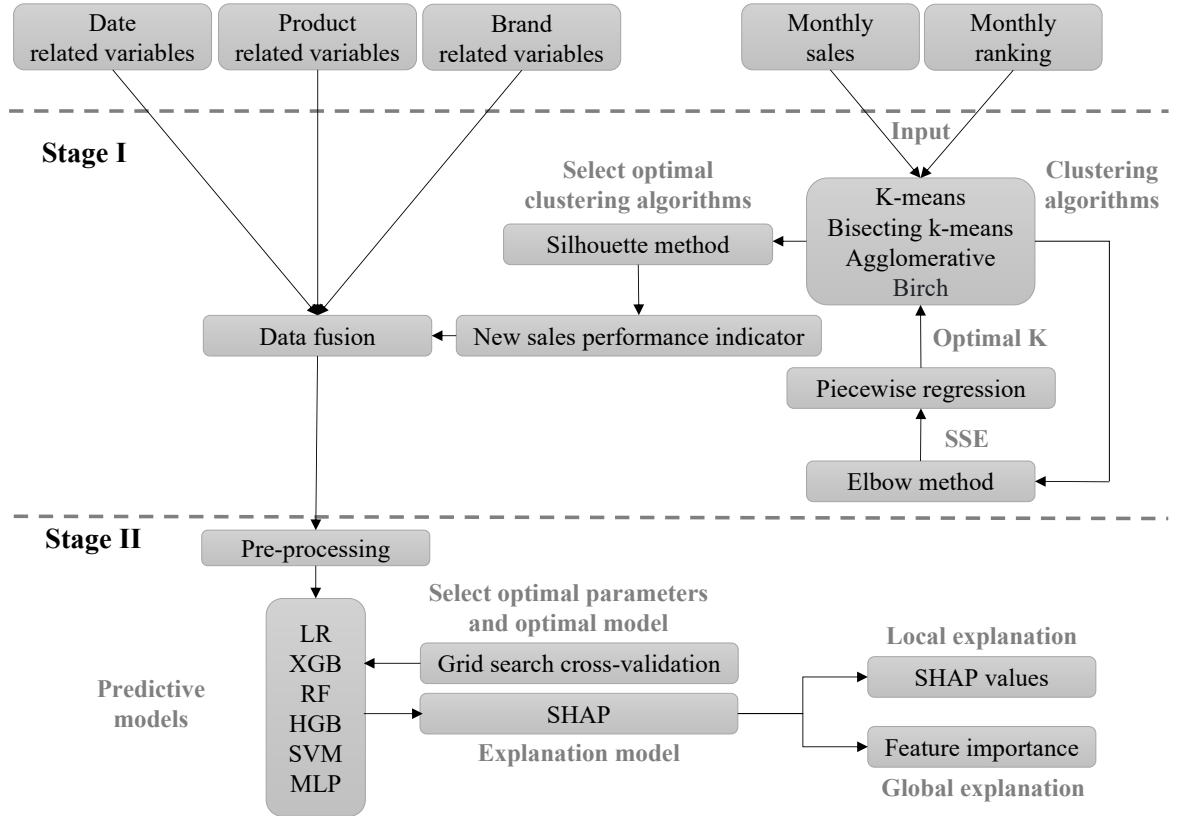 Date
related variables
Product
related variables
Brand
related variables
Monthly
sales
Monthly
ranking
Input
Stage I
Select optimal
clustering algorithms
Clustering
algorithms
K-means
Bisecting k-means
Agglomerative
Birch
Silhouette method
Data fusion
New sales performance indicator
Optimal K
Piecewise regression
SSE
Elbow method
Stage II
Pre-processing
Select optimal parameters
and optimal model
LR
XGB
RF
HGB
SVM
MLP
Predictive
models
Grid search cross-validation
SHAP
Explanation model
Local explanation
SHAP values
Feature importance
Global explanation